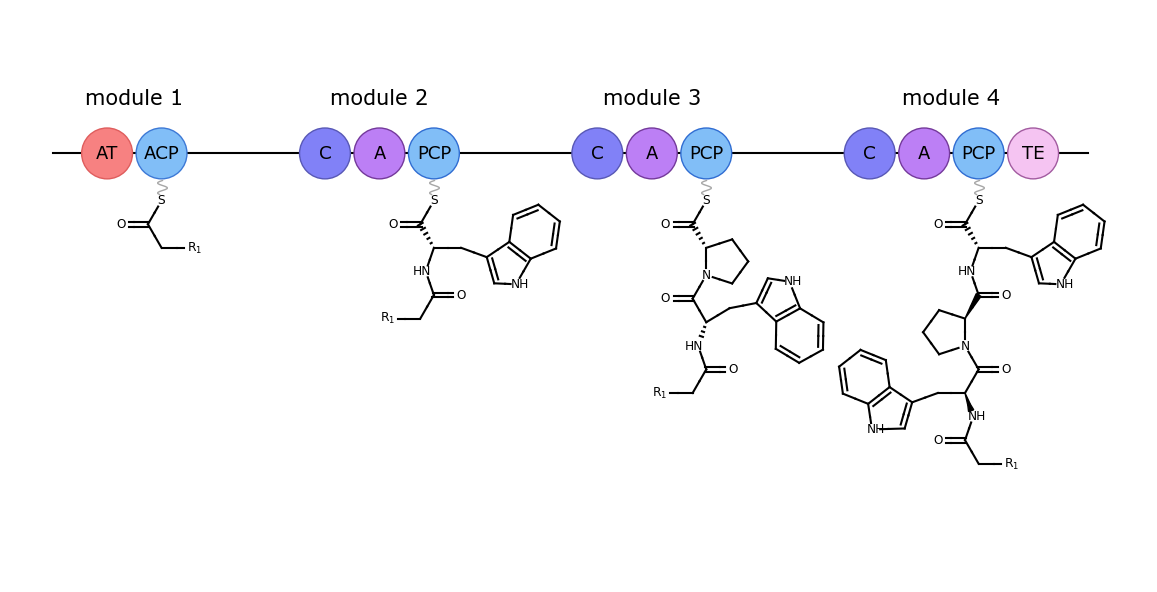 module 1 module 2 module 3 module 4
AT ACP C A PCP C A PCP C A PCP TE
S S S S
O O O O
R1 NH NH
HN N HN
O O NH O
R1 HN N
O O
R1 NH NH
O
R1